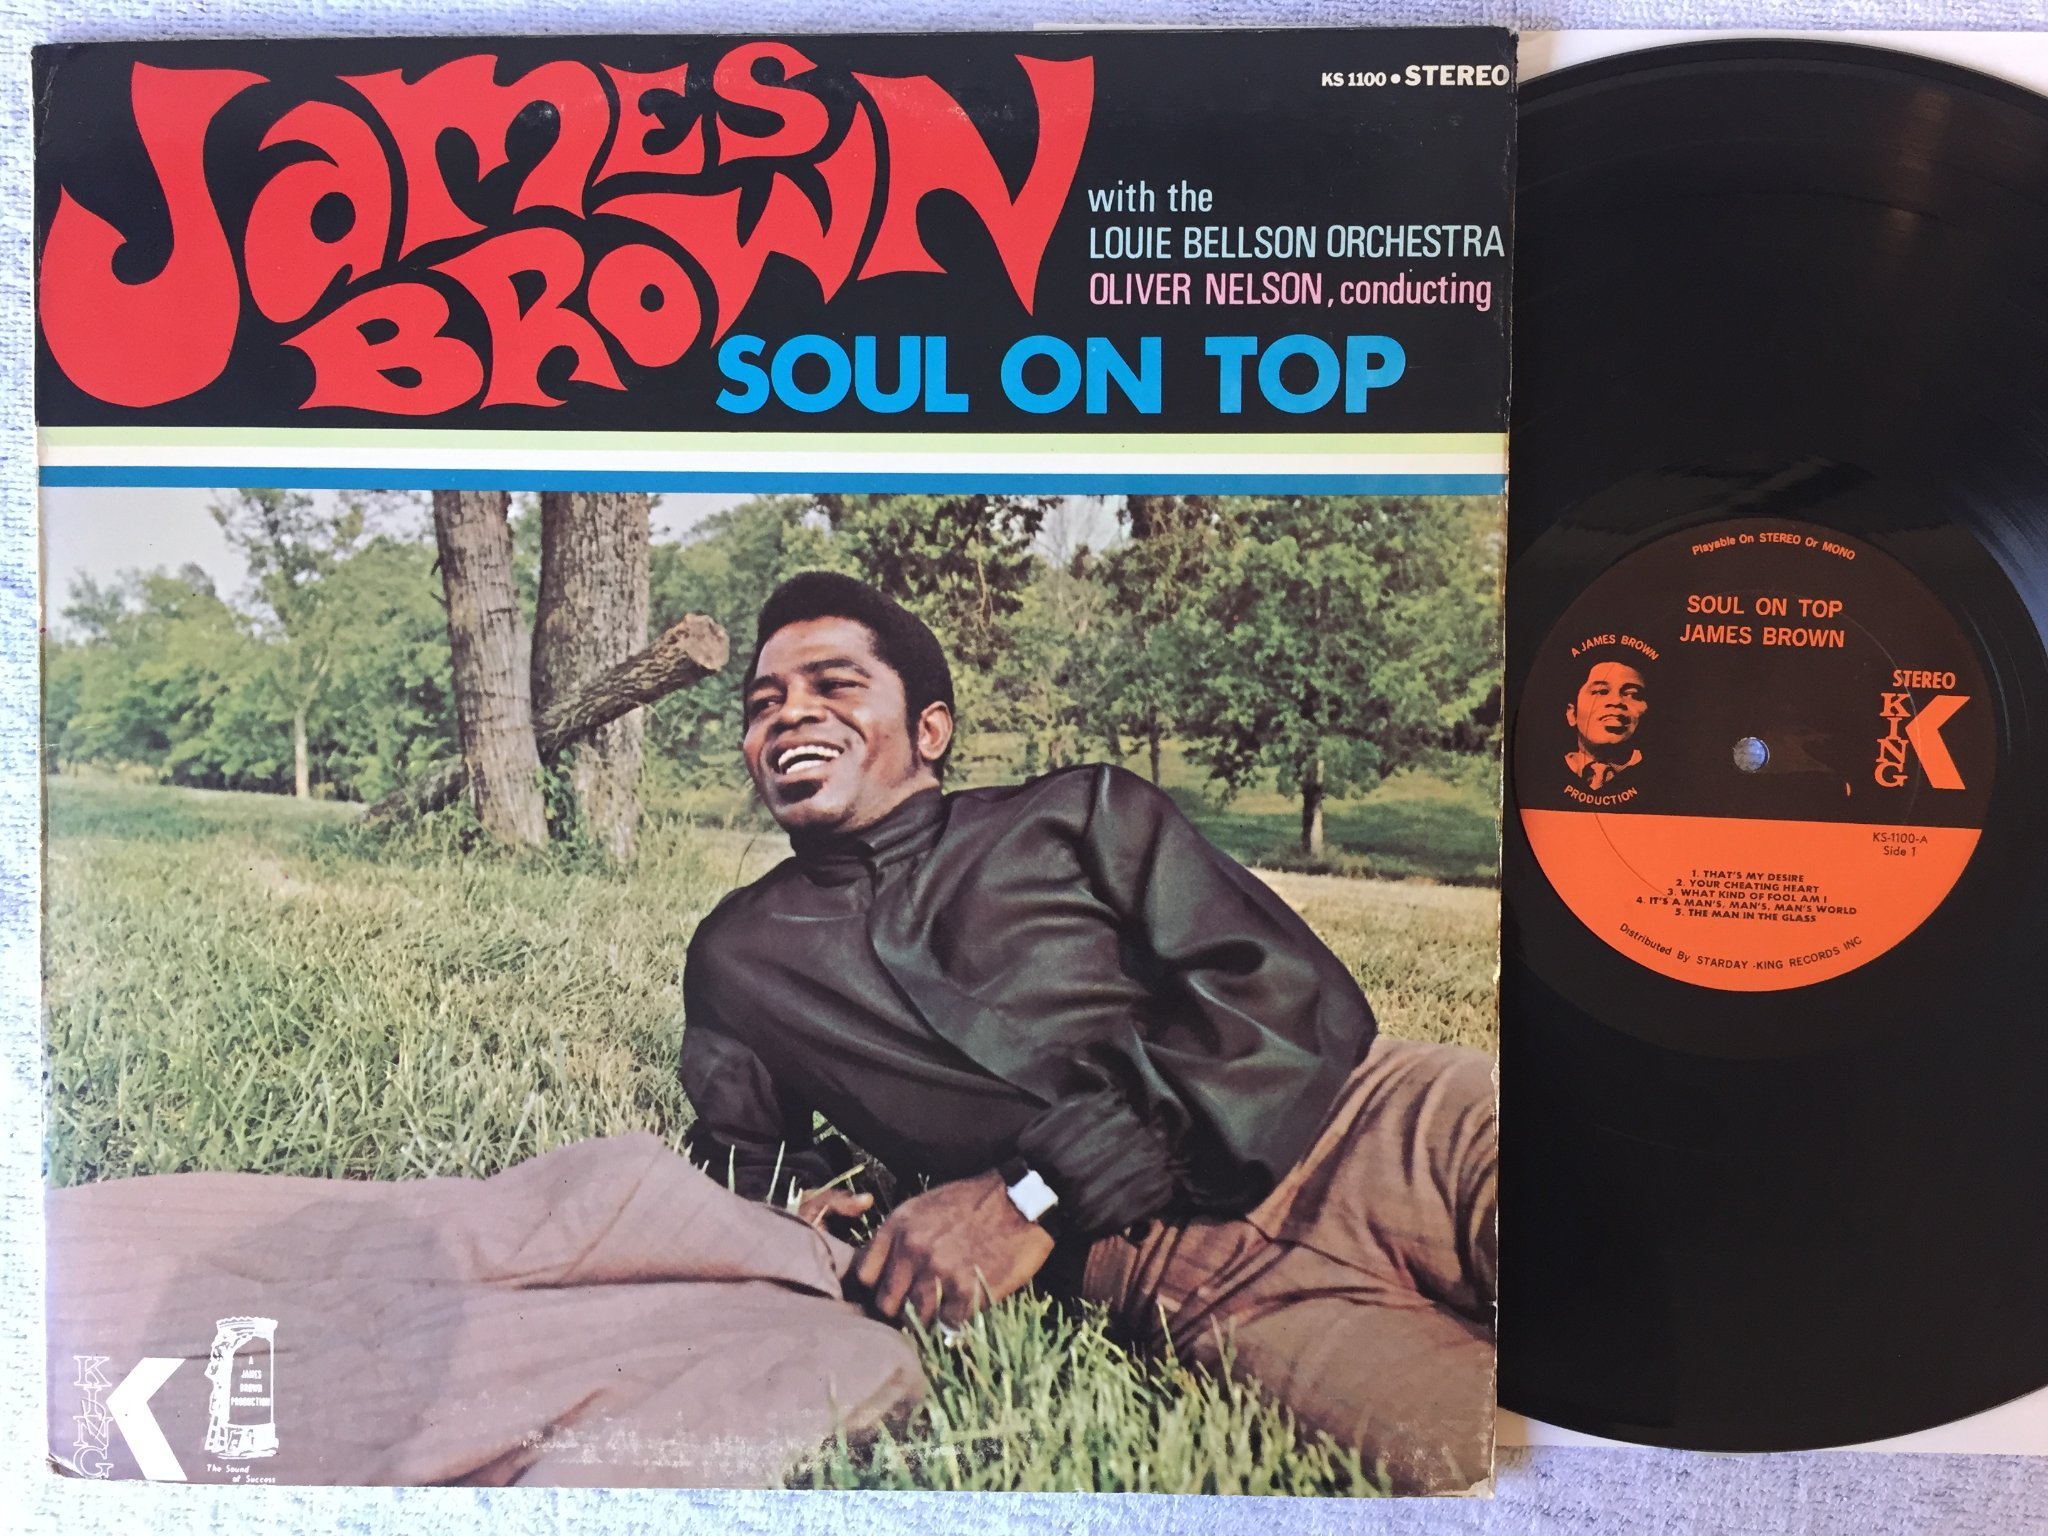 JAMES
BROWN
KS 1100 • STEREO
with the
LOUIE BELLSON ORCHESTRA
OLIVER NELSON, conducting
SOUL ON TOP
KING
K
A
JAMES
BROWN
PRODUCTION
The Sound
of Success
Playable On STEREO Or MONO
SOUL ON TOP
JAMES BROWN
A JAMES BROWN
PRODUCTION
STEREO
KING
K
KS-1100-A
Side 1
1. THAT'S MY DESIRE
2. YOUR CHEATING HEART
3. WHAT KIND OF FOOL AM I
4. IT'S A MAN'S, MAN'S, MAN'S WORLD
5. THE MAN IN THE GLASS
Distributed By STARDAY -KING RECORDS INC